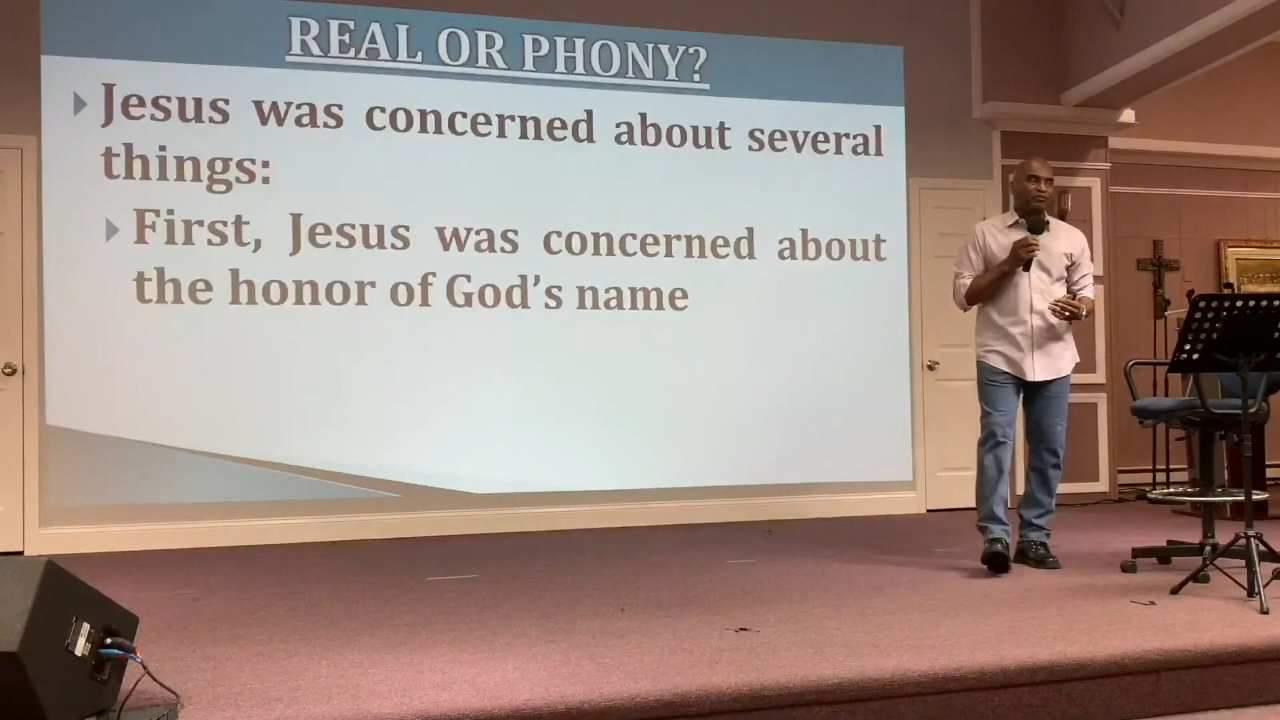 REAL OR PHONY?
Jesus was concerned about several
things:
First, Jesus was concerned about
the honor of God's name